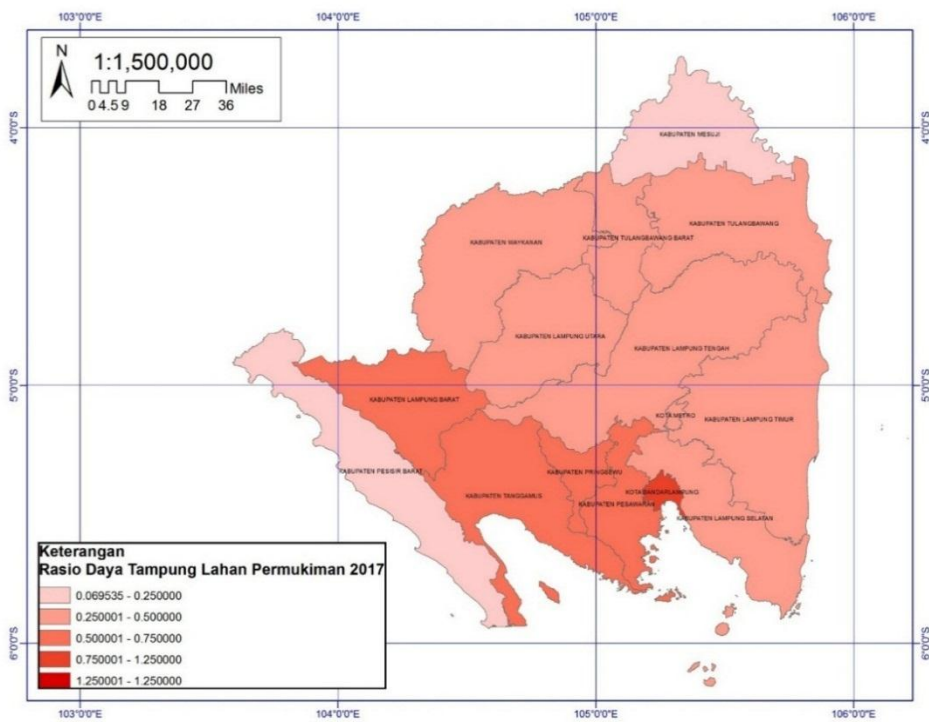 103°0'0"E 104°0'0"E 105°0'0"E 106°0'0"E
N
1:1,500,000
Miles
0 4.5 9 18 27 36
4°0'0"S 4°0'0"S
KABUPATEN MESUJI
KABUPATEN TULANGBAWANG
KABUPATEN TULANGBAWANG BARAT
KABUPATEN WAYKANAN
KABUPATEN LAMPUNG UTARA
KABUPATEN LAMPUNG TENGAH
5°0'0"S 5°0'0"S
KABUPATEN LAMPUNG BARAT
KOTA METRO
KABUPATEN LAMPUNG TIMUR
KABUPATEN PESISIR BARAT
KABUPATEN PRINGSEWU
KABUPATEN TANGGAMUS
KOTA BANDARLAMPUNG
KABUPATEN PESAWARAN
KABUPATEN LAMPUNG SELATAN
Keterangan
Rasio Daya Tampung Lahan Permukiman 2017
0.069535 - 0.250000
0.250001 - 0.500000
0.500001 - 0.750000
0.750001 - 1.250000
1.250001 - 1.250000
6°0'0"S 6°0'0"S
103°0'0"E 104°0'0"E 105°0'0"E 106°0'0"E